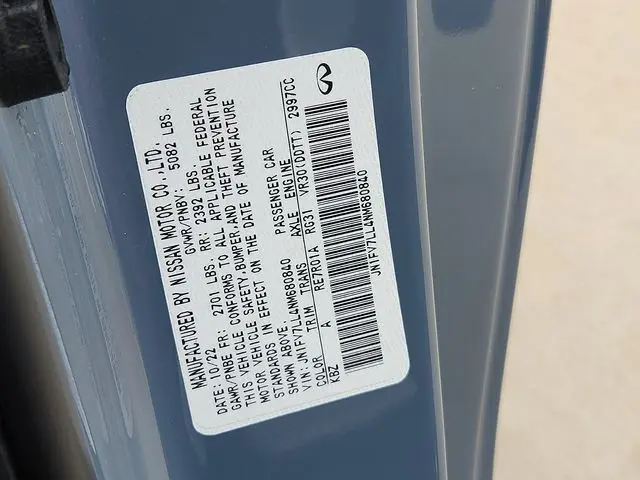 MANUFACTURED BY NISSAN MOTOR CO.,LTD.
DATE: 10/22 GVWR/PNBV: 5082 LBS.
GAWR/PNBE FR: 2701 LBS. RR: 2392 LBS.
THIS VEHICLE CONFORMS TO ALL APPLICABLE FEDERAL
MOTOR VEHICLE SAFETY,BUMPER,AND THEFT PREVENTION
STANDARDS IN EFFECT ON THE DATE OF MANUFACTURE
SHOWN ABOVE.
VIN: JN1FV7LL4NM680840 PASSENGER CAR
COLOR TRIM TRANS AXLE ENGINE
KBZ A RE7R01A RG31 VR30(DDTT) 2997CC
JN1FV7LL4NM680840